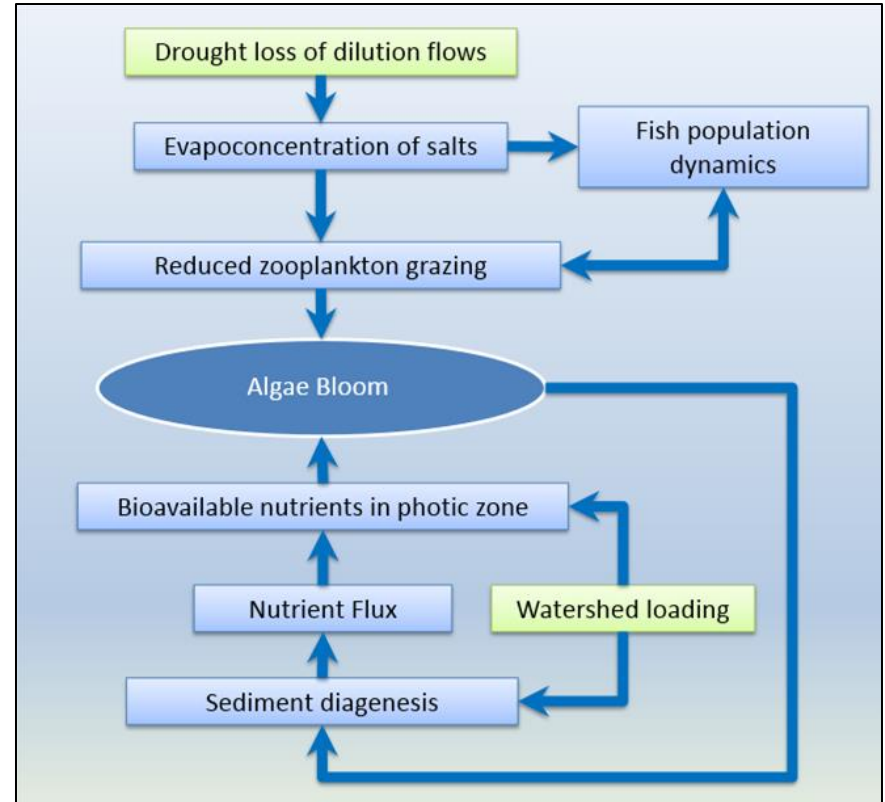 Drought loss of dilution flows
Evapoconcentration of salts
Fish population
dynamics
Reduced zooplankton grazing
Algae Bloom
Bioavailable nutrients in photic zone
Nutrient Flux
Watershed loading
Sediment diagenesis